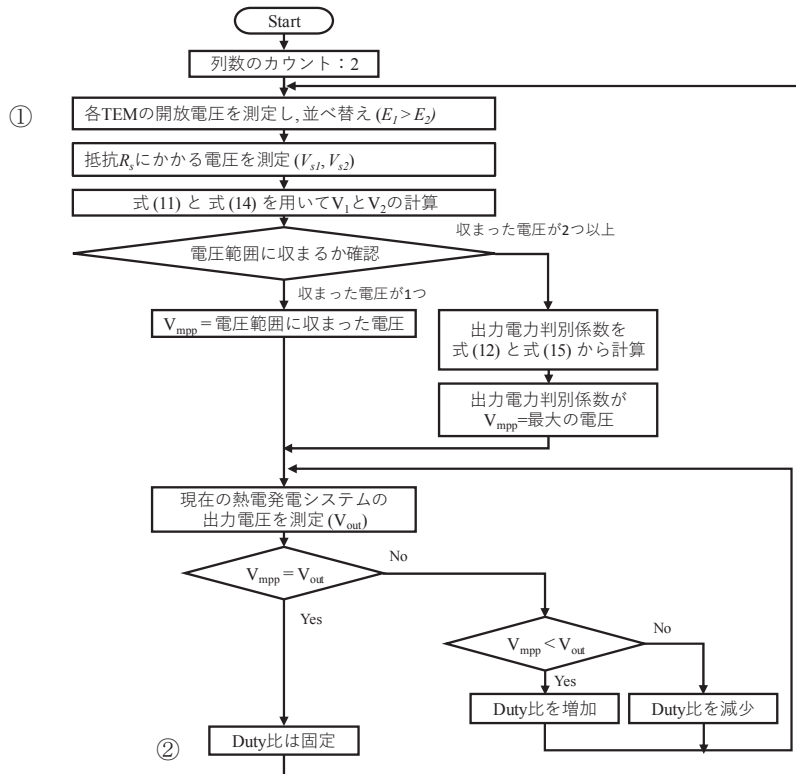 Start
列数のカウント：2
①
各TEMの開放電圧を測定し, 並べ替え (E₁ > E₂)
抵抗Rₛにかかる電圧を測定 (Vₛ₁, Vₛ₂)
式 (11) と 式 (14) を用いてV₁とV₂の計算
収まった電圧が2つ以上
電圧範囲に収まるか確認
収まった電圧が1つ
Vmpp = 電圧範囲に収まった電圧
出力電力判別係数を
式 (12) と式 (15) から計算
出力電力判別係数が
Vmpp=最大の電圧
現在の熱電発電システムの
出力電圧を測定 (Vout)
No
Vmpp = Vout
Yes
No
Vmpp < Vout
Yes
Duty比を増加
Duty比を減少
②
Duty比は固定